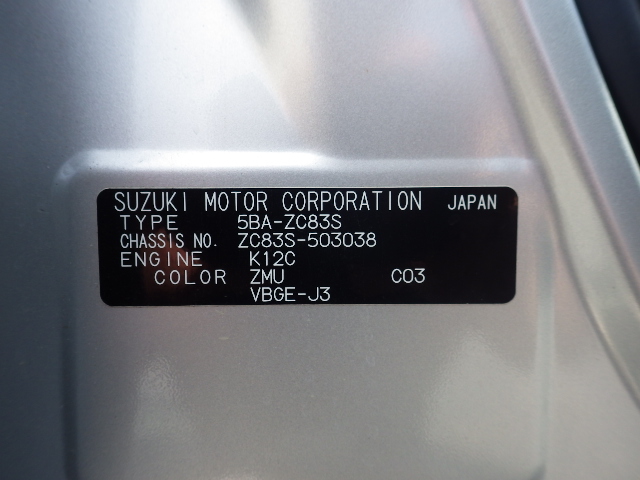 SUZUKI MOTOR CORPORATION JAPAN
TYPE 5BA-ZC83S
CHASSIS NO. ZC83S-503038
ENGINE K12C
COLOR ZMU C03
VBGE-J3